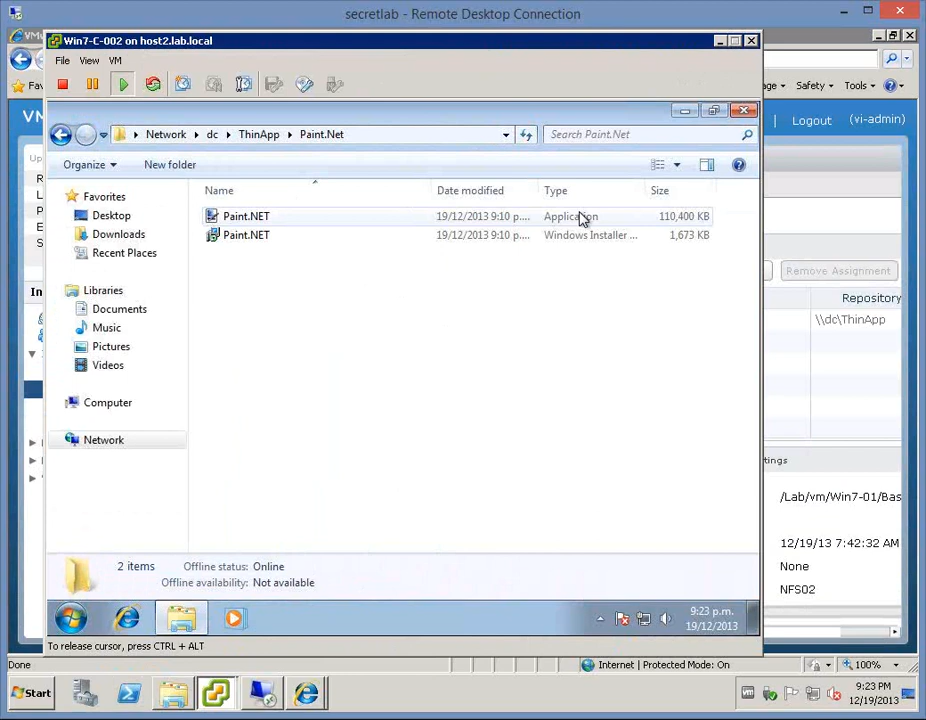 secretlab - Remote Desktop Connection
Win7-C-002 on host2.lab.local
File View VM
Fav
age Safety Tools
VM
Logout (vi-admin)
Network dc ThinApp Paint.Net
Search Paint.Net
Organize New folder
Name Date modified Type Size
Paint.NET 19/12/2013 9:10 p.... Application 110,400 KB
Paint.NET 19/12/2013 9:10 p.... Windows Installer ... 1,673 KB
Favorites
Desktop
Downloads
Recent Places
Libraries
Documents
Music
Pictures
Videos
Computer
Network
Remove Assignment
Repository
\\dc\ThinApp
In
tings
/Lab/vm/Win7-01/Bas
12/19/13 7:42:32 AM
None
NFS02
2 items Offline status: Online
Offline availability: Not available
9:23 p.m.
19/12/2013
To release cursor, press CTRL + ALT
Done
Internet | Protected Mode: On
100%
Start
9:23 PM
12/19/2013